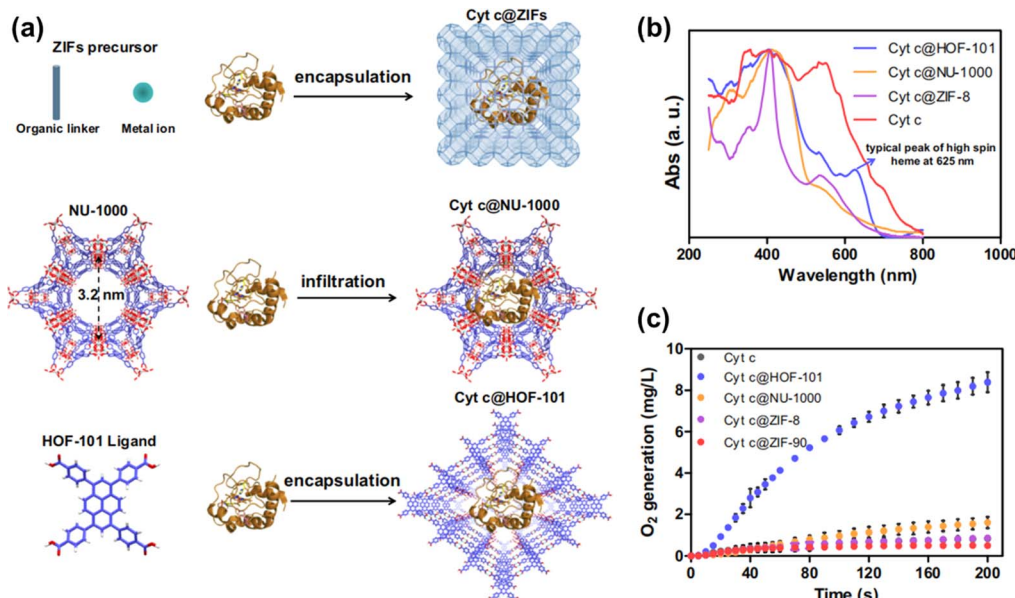 (a)
ZIFs precursor
Organic linker
Metal ion
encapsulation
Cyt c@ZIFs
NU-1000
3.2 nm
infiltration
Cyt c@NU-1000
HOF-101 Ligand
encapsulation
Cyt c@HOF-101
(b)
Abs (a. u.)
Cyt c@HOF-101
Cyt c@NU-1000
Cyt c@ZIF-8
Cyt c
typical peak of high spin
heme at 625 nm
200 400 600 800 1000
Wavelength (nm)
(c)
O2 generation (mg/L)
10
8
6
4
2
0
Cyt c
Cyt c@HOF-101
Cyt c@NU-1000
Cyt c@ZIF-8
Cyt c@ZIF-90
0 40 80 120 160 200
Time (s)